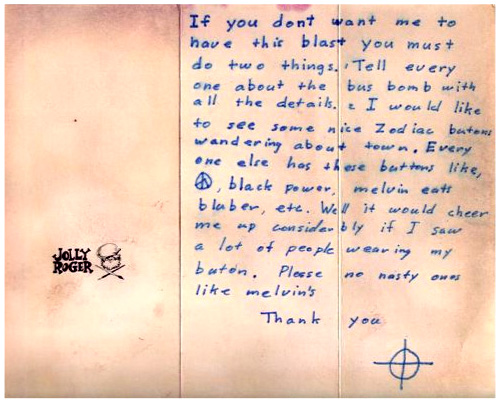 If you dont want me to
have this blast you must
do two things. 1 Tell every
one about the bus bomb with
all the details. 2 I would like
to see some nice Zodiac butons
wandering about town. Every
one else has these buttons like,
☮, black power, melvin eats
bluber, etc. Well it would cheer
me up considerbly if I saw
a lot of people wearing my
buton. Please no nasty ones
like melvin's
Thank you
JOLLY
ROGER